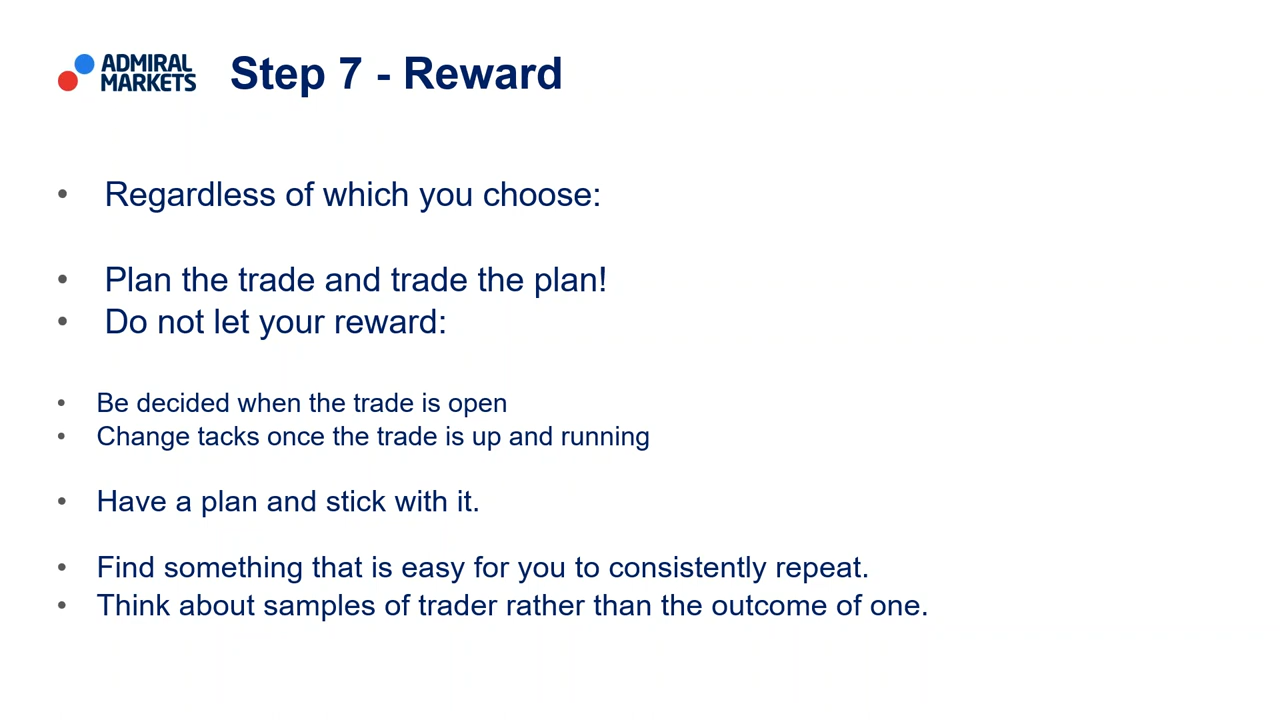 ADMIRAL
MARKETS
Step 7 - Reward
• Regardless of which you choose:
• Plan the trade and trade the plan!
• Do not let your reward:
• Be decided when the trade is open
• Change tacks once the trade is up and running
• Have a plan and stick with it.
• Find something that is easy for you to consistently repeat.
• Think about samples of trader rather than the outcome of one.